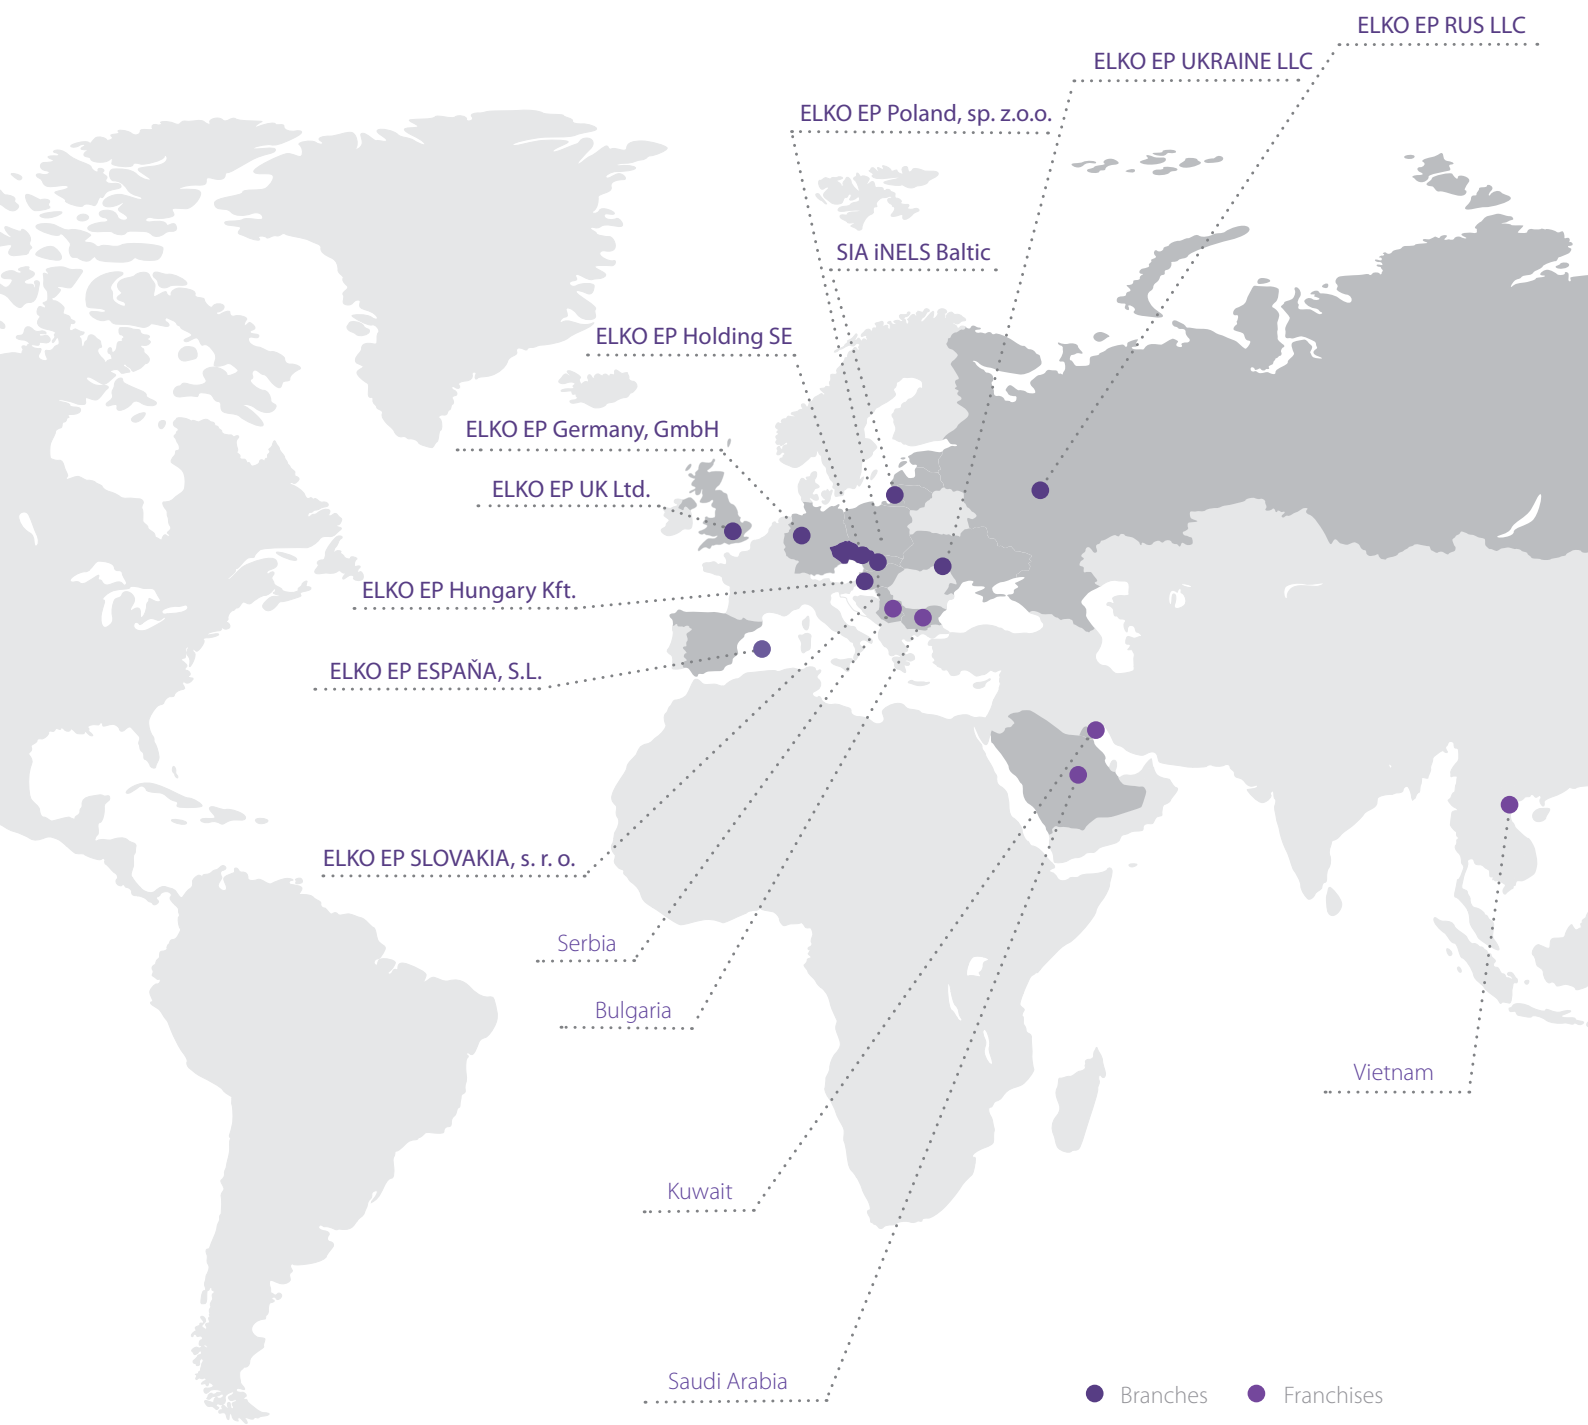 ELKO EP RUS LLC
ELKO EP UKRAINE LLC
ELKO EP Poland, sp. z.o.o.
SIA iNELS Baltic
ELKO EP Holding SE
ELKO EP Germany, GmbH
ELKO EP UK Ltd.
ELKO EP Hungary Kft.
ELKO EP ESPAŇA, S.L.
ELKO EP SLOVAKIA, s. r. o.
Serbia
Bulgaria
Vietnam
Kuwait
Saudi Arabia
Branches
Franchises